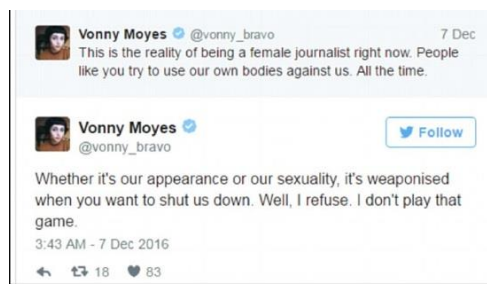 Vonny Moyes @vonny_bravo 7 Dec
This is the reality of being a female journalist right now. People
like you try to use our own bodies against us. All the time.
Vonny Moyes
@vonny_bravo
Follow
Whether it's our appearance or our sexuality, it's weaponised
when you want to shut us down. Well, I refuse. I don't play that
game.
3:43 AM - 7 Dec 2016
18 83